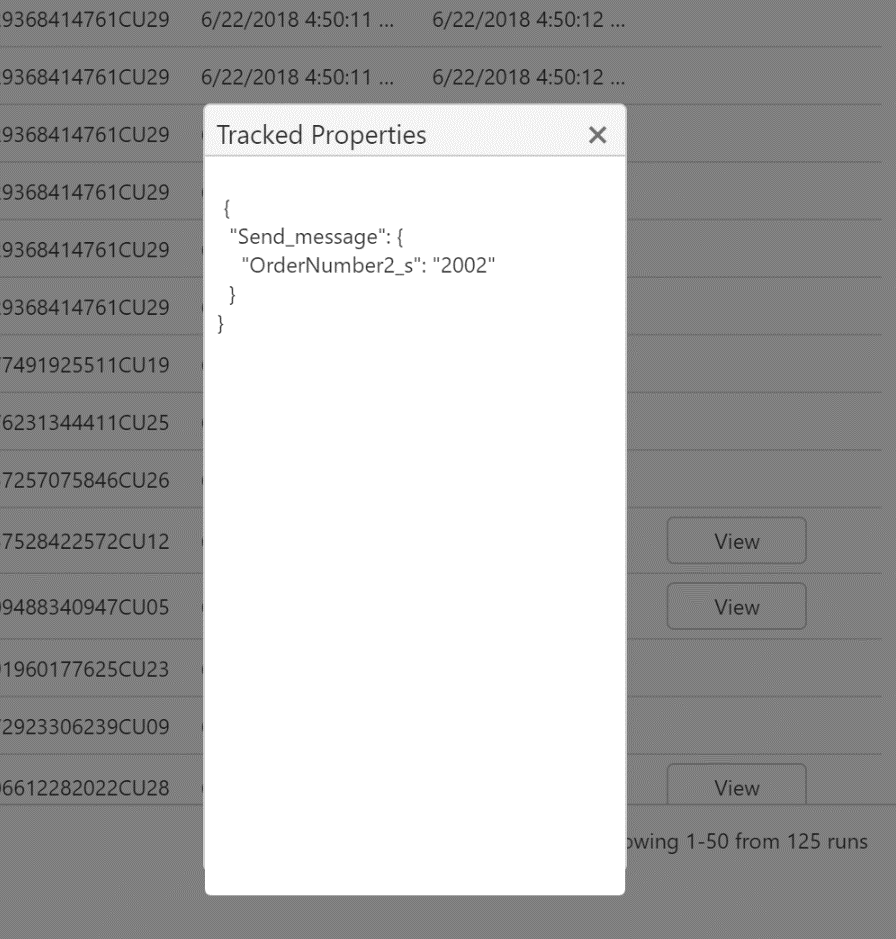 9368414761CU29 6/22/2018 4:50:11 ... 6/22/2018 4:50:12 ...
9368414761CU29 6/22/2018 4:50:11 ... 6/22/2018 4:50:12 ...
9368414761CU29
Tracked Properties ✕
9368414761CU29
{
"Send_message": {
9368414761CU29
"OrderNumber2_s": "2002"
}
9368414761CU29
}
7491925511CU19
6231344411CU25
7257075846CU26
7528422572CU12 View
9488340947CU05 View
1960177625CU23
2923306239CU09
6612282022CU28 View
owing 1-50 from 125 runs